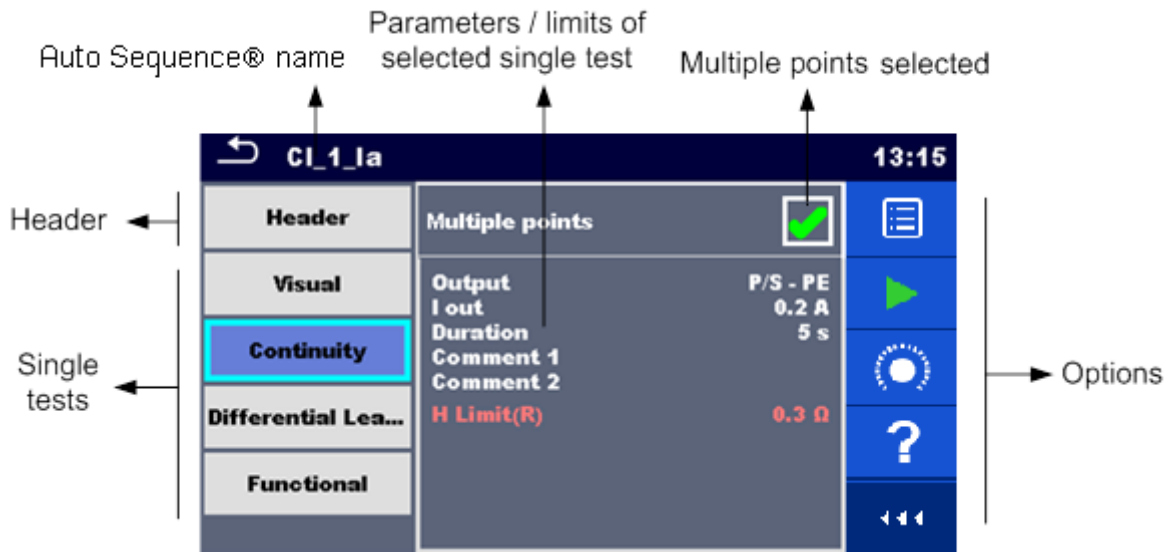 Parameters / limits of
selected single test
Auto Sequence® name
Multiple points selected
CI_1_Ia
13:15
Header
Header
Multiple points
Visual
Output P/S - PE
I out 0.2 A
Duration 5 s
Comment 1
Comment 2
H Limit(R) 0.3 Ω
Single
tests
Continuity
Differential Lea...
Functional
?
Options